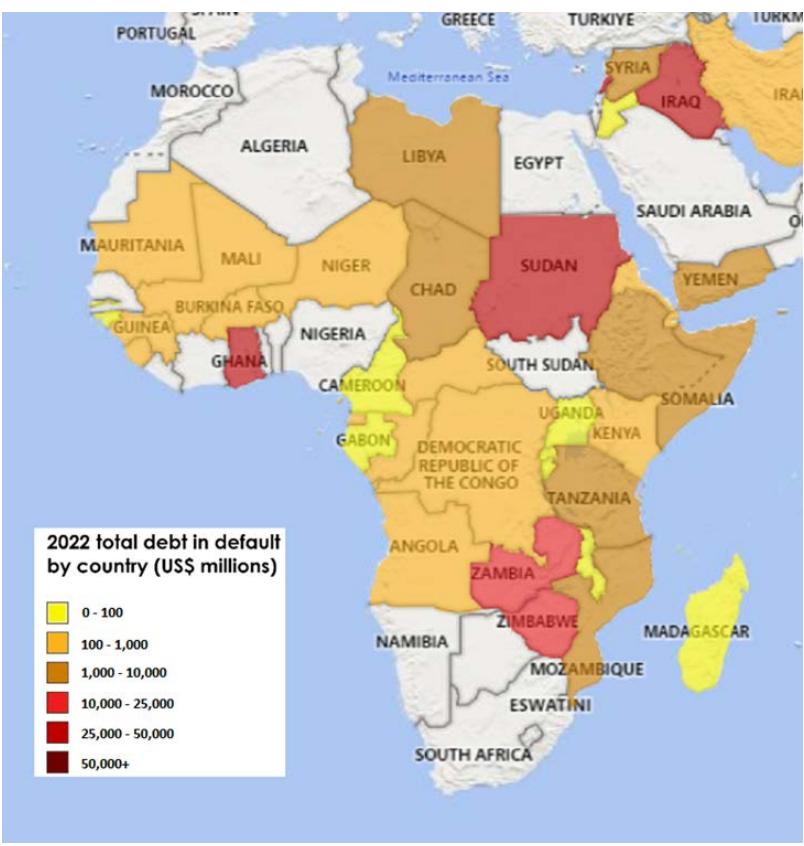 GREECE
TURKIYE
PORTUGAL
Mediterranean Sea
SYRIA
MOROCCO
IRAQ
ALGERIA
LIBYA
EGYPT
SAUDI ARABIA
MAURITANIA
MALI
NIGER
CHAD
SUDAN
YEMEN
BURKINA FASO
GUINEA
NIGERIA
GHANA
SOUTH SUDAN
CAMEROON
SOMALIA
UGANDA
GABON
KENYA
DEMOCRATIC
REPUBLIC OF
THE CONGO
TANZANIA
2022 total debt in default
by country (US$ millions)
ANGOLA
ZAMBIA
0 - 100
100 - 1,000
1,000 - 10,000
10,000 - 25,000
25,000 - 50,000
50,000+
ZIMBABWE
NAMIBIA
MADAGASCAR
MOZAMBIQUE
ESWATINI
SOUTH AFRICA